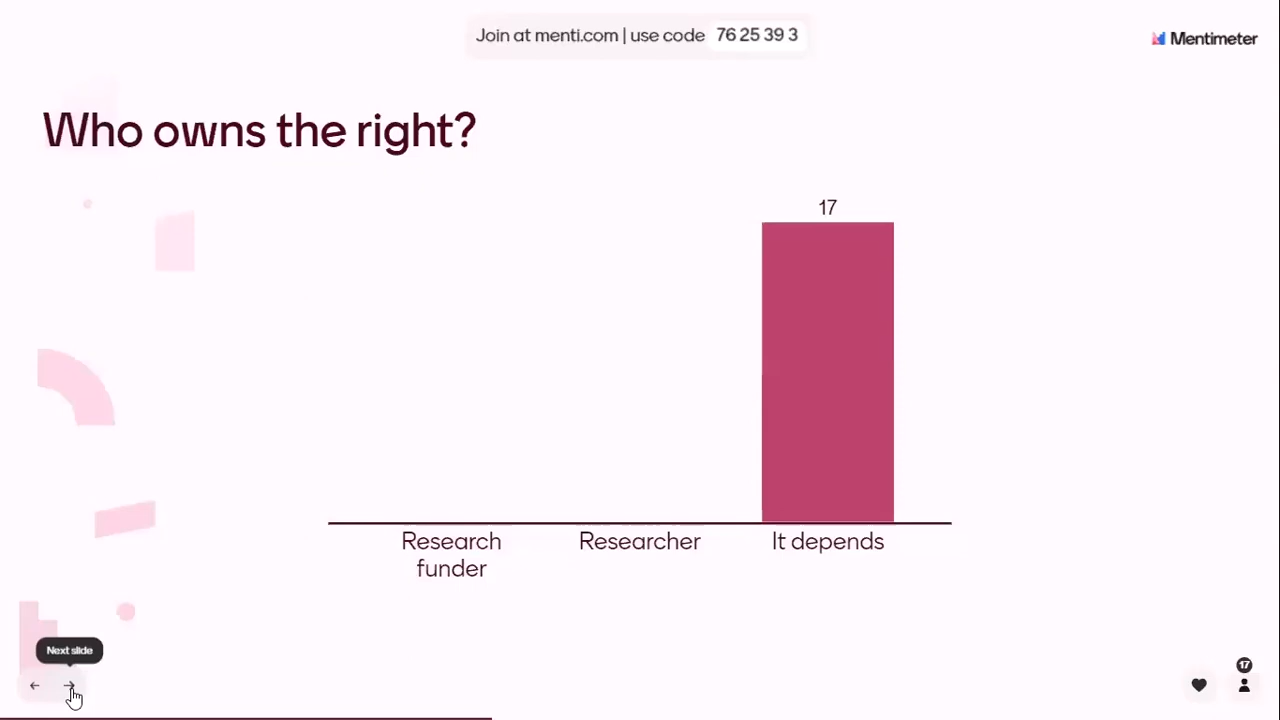 Join at menti.com | use code 76 25 39 3
Mentimeter
Who owns the right?
17
Research
funder
Researcher
It depends
Next slide
17